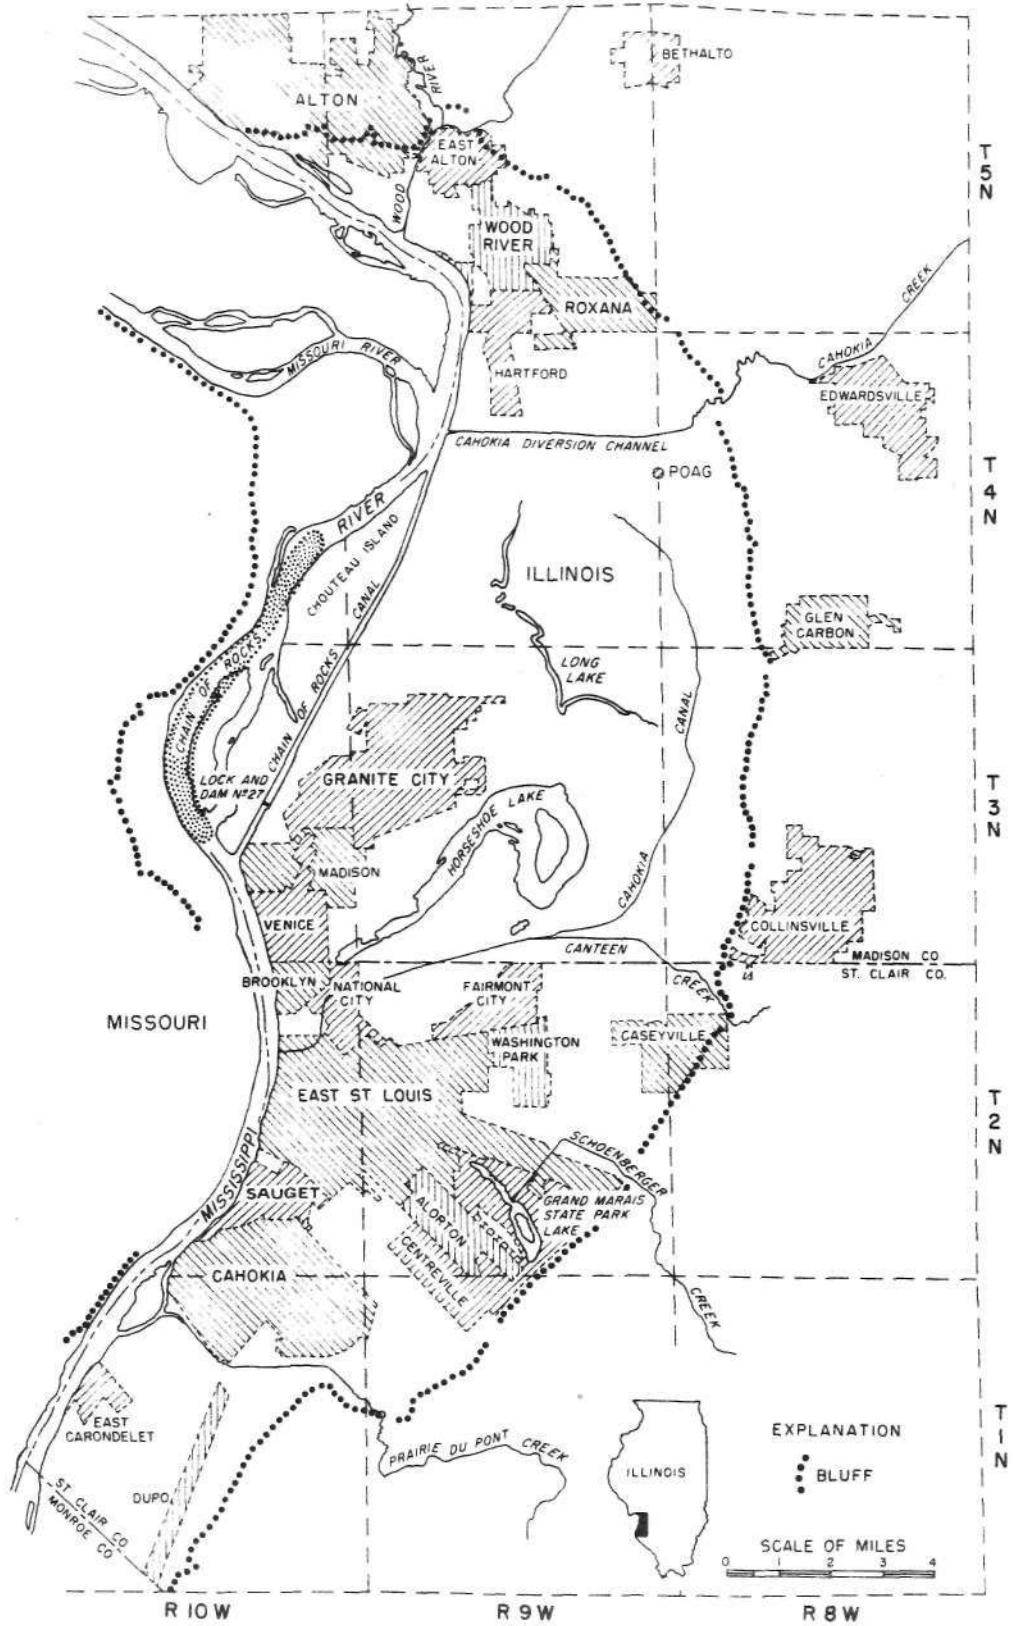 BETHALTO
ALTON
RIVER
EAST
ALTON
T
5
N
WOOD
WOOD
RIVER
ROXANA
CREEK
MISSOURI RIVER
CAHOKIA
HARTFORD
EDWARDSVILLE
CAHOKIA DIVERSION CHANNEL
POAG
T
4
N
RIVER
CHOUTEAU ISLAND
ILLINOIS
CANAL
GLEN
CARBON
CHAIN OF ROCKS
LONG
LAKE
CHAIN OF ROCKS
CANAL
LOCK AND
DAM Nº27
GRANITE CITY
T
3
N
HORSESHOE LAKE
MADISON
CAHOKIA
VENICE
COLLINSVILLE
CANTEEN
MADISON CO
ST. CLAIR CO.
BROOKLYN
NATIONAL
CITY
FAIRMONT
CITY
CREEK
MISSOURI
WASHINGTON
PARK
CASEYVILLE
EAST ST LOUIS
T
2
N
MISSISSIPPI
SCHOENBERGER
SAUGET
ALORTON
GRAND MARAIS
STATE PARK
LAKE
CENTREVILLE
CAHOKIA
CREEK
EAST
CARONDELET
T
1
N
PRAIRIE DU PONT CREEK
EXPLANATION
BLUFF
ILLINOIS
DUPO
ST. CLAIR CO.
MONROE CO.
SCALE OF MILES
0 1 2 3 4
R 10 W R 9 W R 8 W